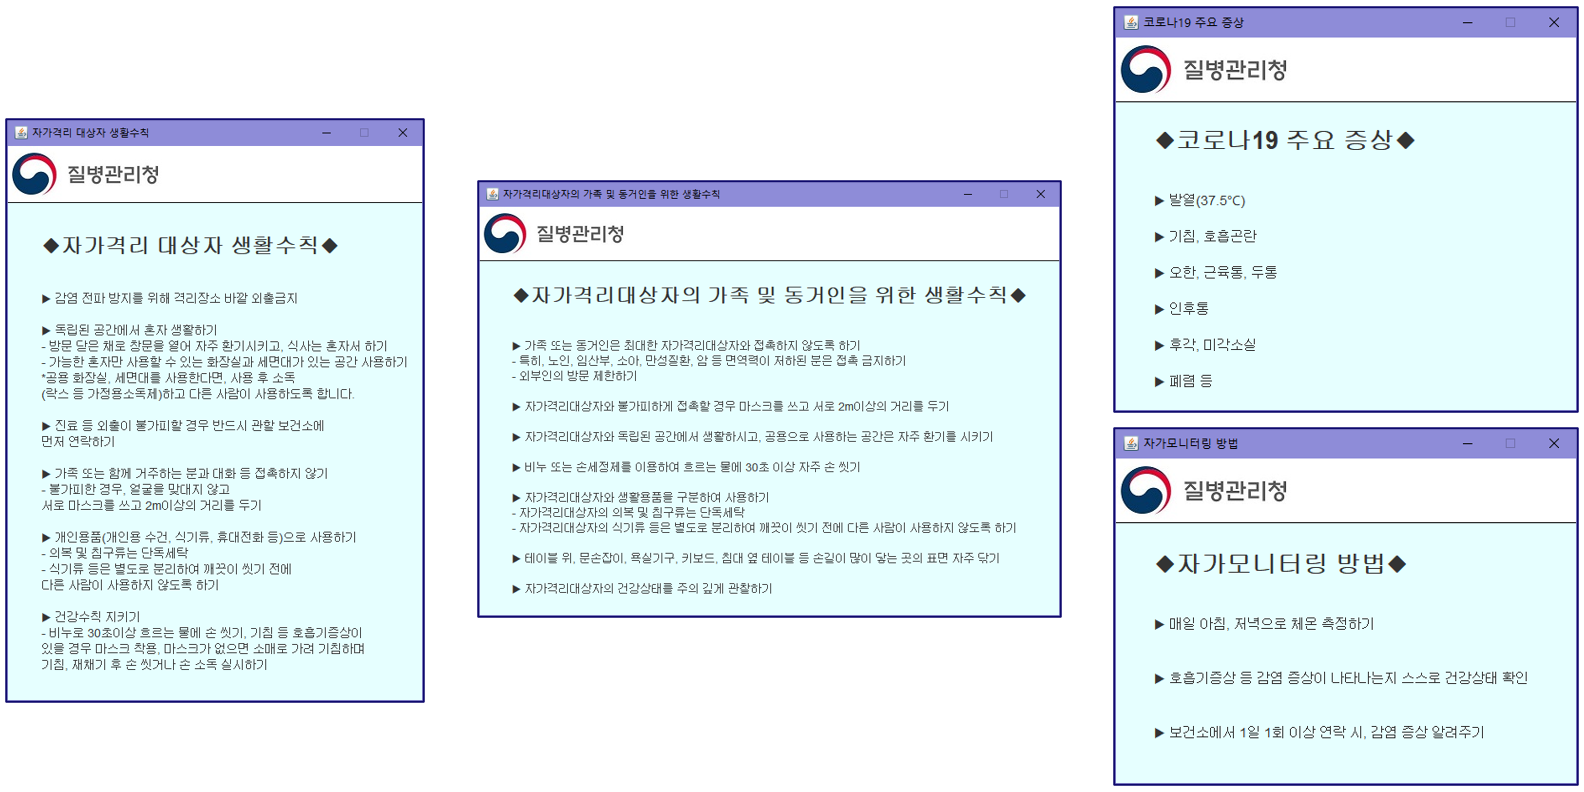 자가격리 대상자 생활수칙
질병관리청
◆자가격리 대상자 생활수칙◆
▶ 감염 전파 방지를 위해 격리장소 바깥 외출금지
▶ 독립된 공간에서 혼자 생활하기
- 방문 닫은 채로 창문을 열어 자주 환기시키고, 식사는 혼자서 하기
- 가능한 혼자만 사용할 수 있는 화장실과 세면대가 있는 공간 사용하기
*공용 화장실, 세면대를 사용한다면, 사용 후 소독
(락스 등 가정용소독제)하고 다른 사람이 사용하도록 합니다.
▶ 진료 등 외출이 불가피할 경우 반드시 관할 보건소에
먼저 연락하기
▶ 가족 또는 함께 거주하는 분과 대화 등 접촉하지 않기
- 불가피한 경우, 얼굴을 맞대지 않고
서로 마스크를 쓰고 2m이상의 거리를 두기
▶ 개인용품(개인용 수건, 식기류, 휴대전화 등)으로 사용하기
- 의복 및 침구류는 단독세탁
- 식기류 등은 별도로 분리하여 깨끗이 씻기 전에
다른 사람이 사용하지 않도록 하기
▶ 건강수칙 지키기
- 비누로 30초이상 흐르는 물에 손 씻기, 기침 등 호흡기증상이
있을 경우 마스크 착용, 마스크가 없으면 소매로 가려 기침하며
기침, 재채기 후 손 씻거나 손 소독 실시하기
자가격리대상자의 가족 및 동거인을 위한 생활수칙
질병관리청
◆자가격리대상자의 가족 및 동거인을 위한 생활수칙◆
▶ 가족 또는 동거인은 최대한 자가격리대상자와 접촉하지 않도록 하기
- 특히, 노인, 임산부, 소아, 만성질환, 암 등 면역력이 저하된 분은 접촉 금지하기
- 외부인의 방문 제한하기
▶ 자가격리대상자와 불가피하게 접촉할 경우 마스크를 쓰고 서로 2m이상의 거리를 두기
▶ 자가격리대상자와 독립된 공간에서 생활하시고, 공용으로 사용하는 공간은 자주 환기를 시키기
▶ 비누 또는 손세정제를 이용하여 흐르는 물에 30초 이상 자주 손 씻기
▶ 자가격리대상자와 생활용품을 구분하여 사용하기
- 자가격리대상자의 의복 및 침구류는 단독세탁
- 자가격리대상자의 식기류 등은 별도로 분리하여 깨끗이 씻기 전에 다른 사람이 사용하지 않도록 하기
▶ 테이블 위, 문손잡이, 욕실기구, 키보드, 침대 옆 테이블 등 손길이 많이 닿는 곳의 표면 자주 닦기
▶ 자가격리대상자의 건강상태를 주의 깊게 관찰하기
코로나19 주요 증상
질병관리청
◆코로나19 주요 증상◆
▶ 발열(37.5℃)
▶ 기침, 호흡곤란
▶ 오한, 근육통, 두통
▶ 인후통
▶ 후각, 미각소실
▶ 폐렴 등
자가모니터링 방법
질병관리청
◆자가모니터링 방법◆
▶ 매일 아침, 저녁으로 체온 측정하기
▶ 호흡기증상 등 감염 증상이 나타나는지 스스로 건강상태 확인
▶ 보건소에서 1일 1회 이상 연락 시, 감염 증상 알려주기